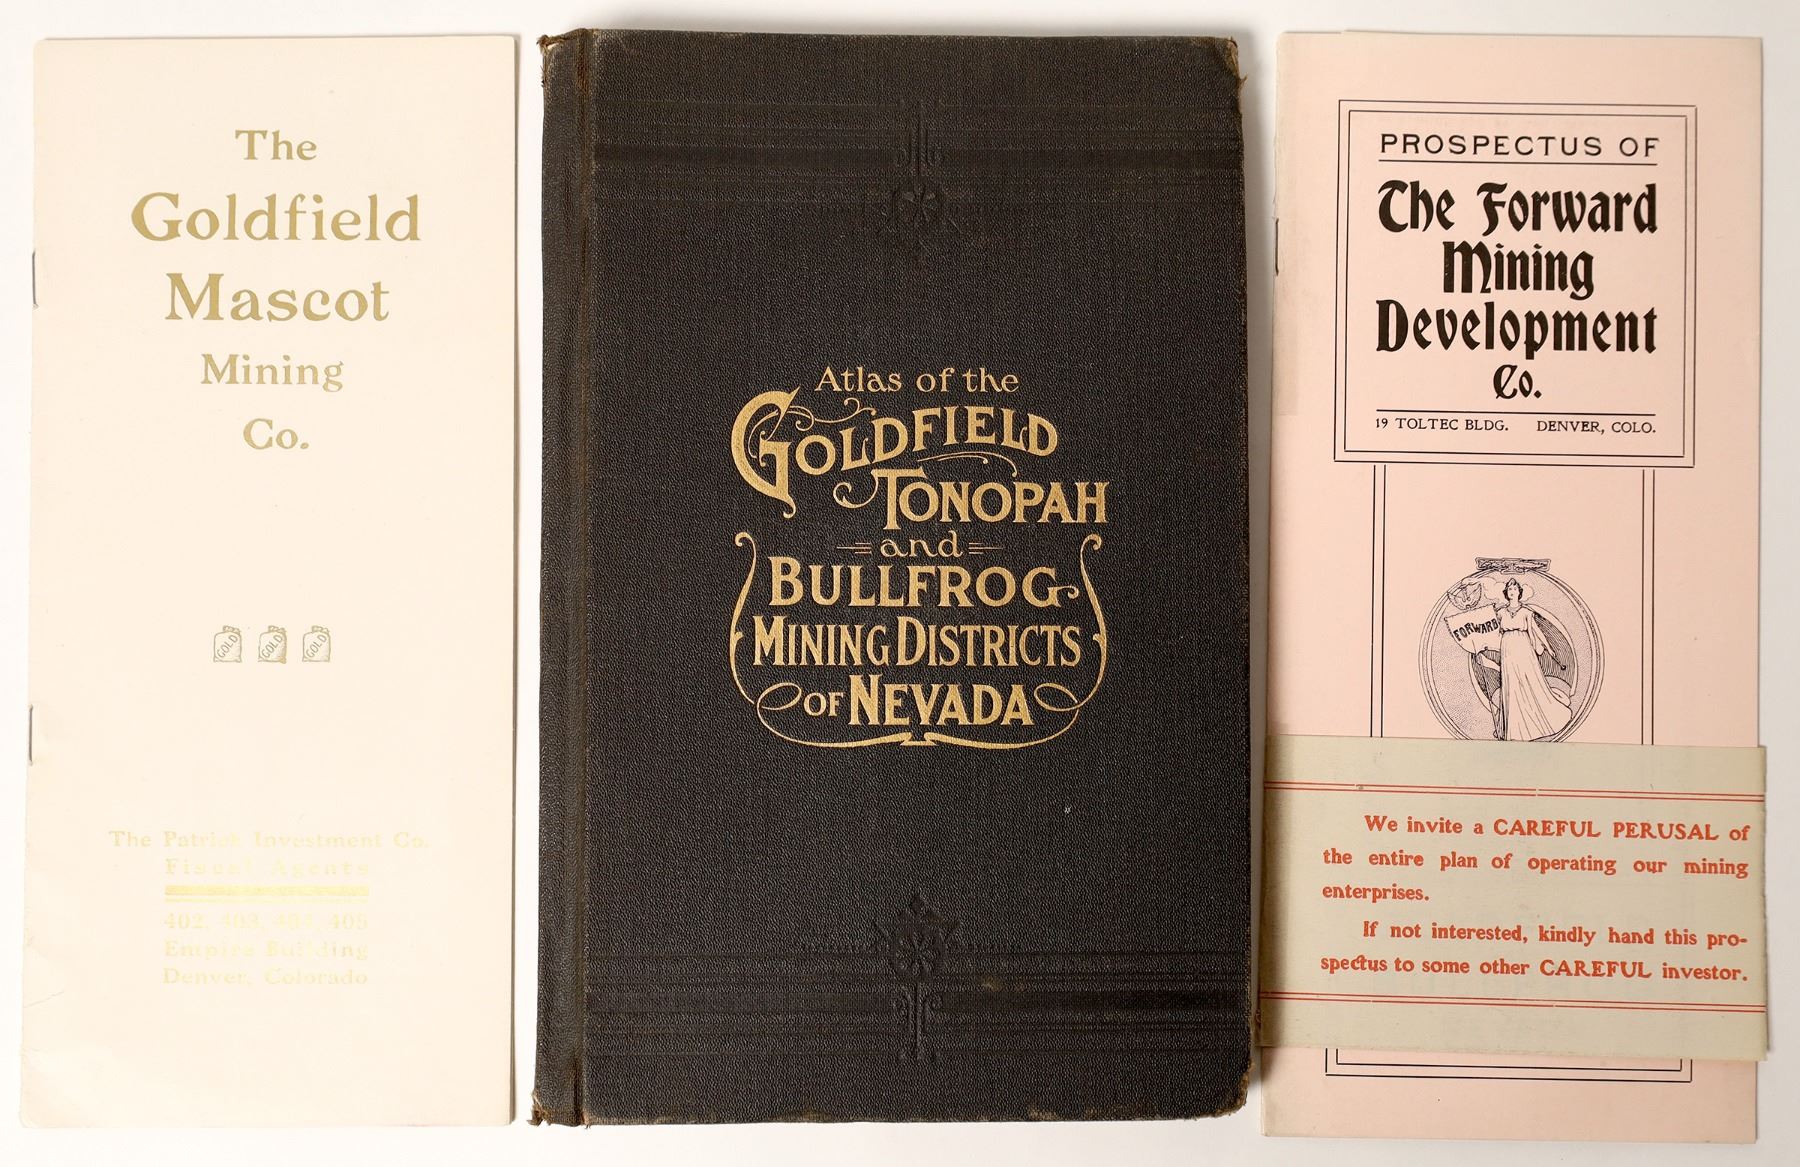 The
Goldfield
Mascot
Mining
Co.
GOLD GOLD GOLD
The Patrick Investment Co.
Fiscal Agents
402, 403, 404, 405
Empire Building
Denver, Colorado
Atlas of the
GOLDFIELD
TONOPAH
and
BULLFROG
MINING DISTRICTS
OF NEVADA
PROSPECTUS OF
The Forward
Mining
Development
Co.
19 TOLTEC BLDG. DENVER, COLO.
FORWARD
We invite a CAREFUL PERUSAL of
the entire plan of operating our mining
enterprises.
If not interested, kindly hand this pro-
spectus to some other CAREFUL investor.